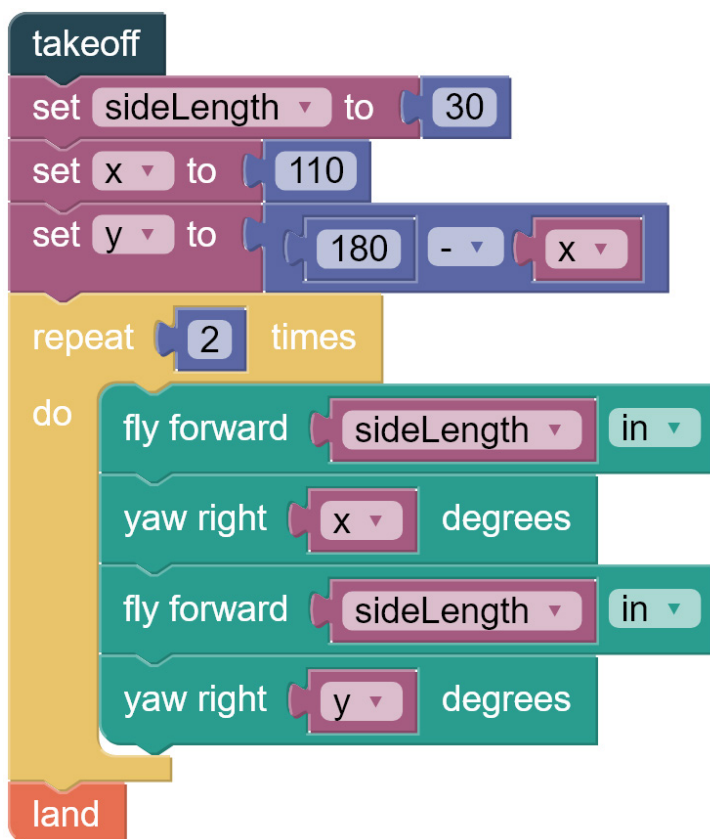 takeoff
set sideLength to 30
set x to 110
set y to 180 - x
repeat 2 times
do
fly forward sideLength in
yaw right x degrees
fly forward sideLength in
yaw right y degrees
land